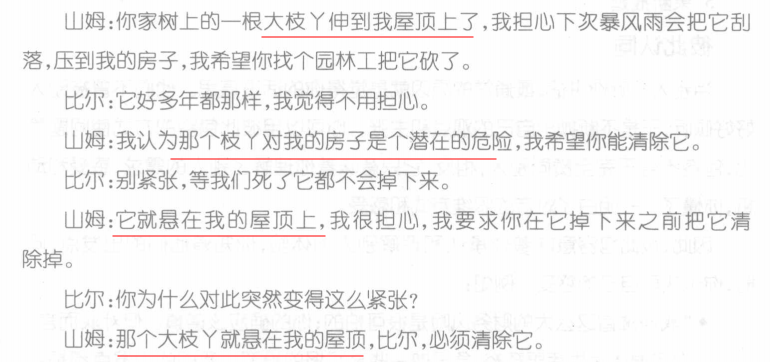 山姆:你家树上的一根大枝丫伸到我屋顶上了,我担心下次暴风雨会把它刮
落,压到我的房子,我希望你找个园林工把它砍了。
比尔:它好多年都那样,我觉得不用担心。
山姆:我认为那个枝丫对我的房子是个潜在的危险,我希望你能清除它。
比尔:别紧张,等我们死了它都不会掉下来。
山姆:它就悬在我的屋顶上,我很担心,我要求你在它掉下来之前把它清
除掉。
比尔:你为什么对此突然变得这么紧张?
山姆:那个大枝丫就悬在我的屋顶,比尔,必须清除它。